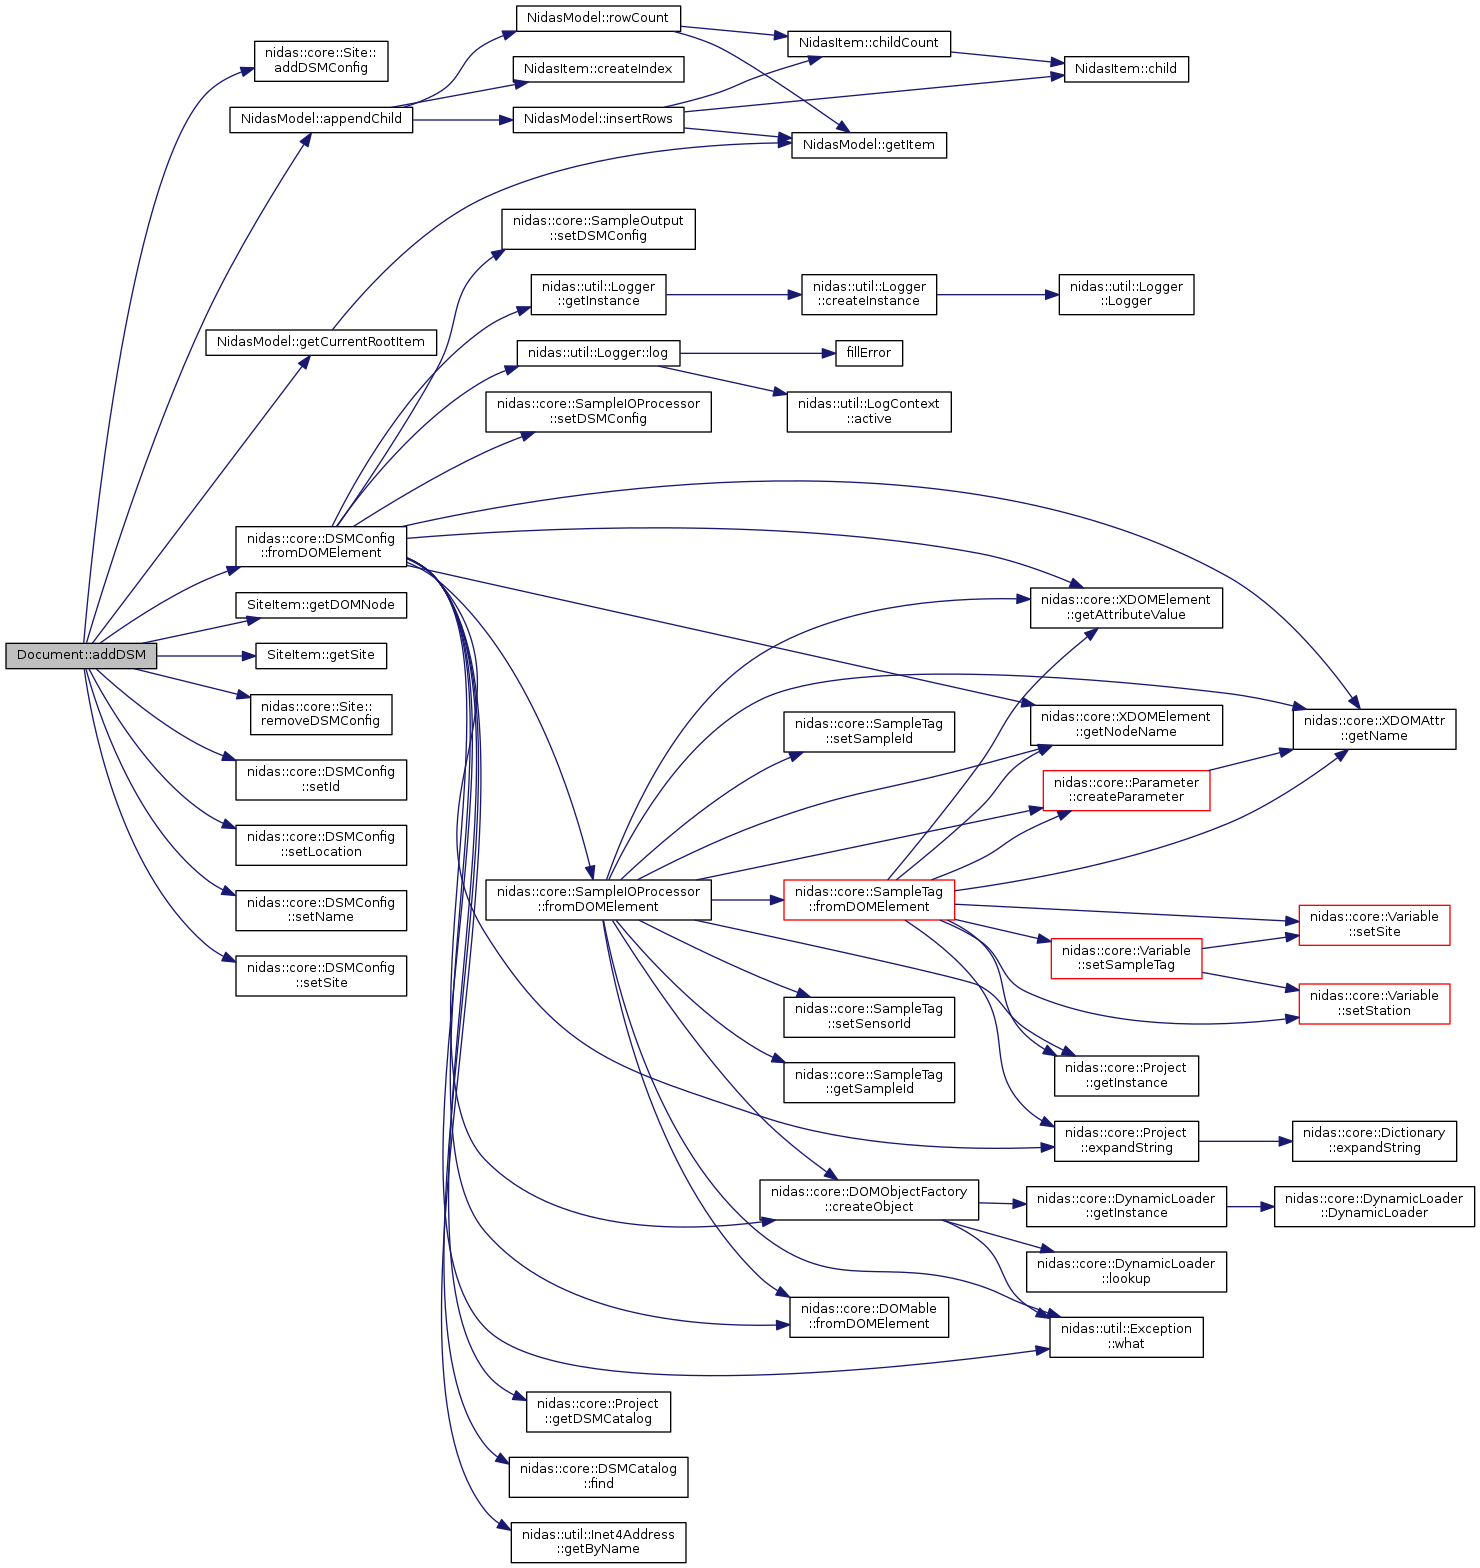 NidasModel::rowCount
nidas::core::Site::
addDSMConfig
NidasItem::childCount
NidasItem::createIndex
NidasItem::child
NidasModel::appendChild
NidasModel::insertRows
NidasModel::getItem
nidas::core::SampleOutput
::setDSMConfig
nidas::util::Logger
::getInstance
nidas::util::Logger
::createInstance
nidas::util::Logger
::Logger
NidasModel::getCurrentRootItem
nidas::util::Logger::log
fillError
nidas::core::SampleIOProcessor
::setDSMConfig
nidas::util::LogContext
::active
nidas::core::DSMConfig
::fromDOMElement
SiteItem::getDOMNode
nidas::core::XDOMElement
::getAttributeValue
Document::addDSM
SiteItem::getSite
nidas::core::Site::
removeDSMConfig
nidas::core::SampleTag
::setSampleId
nidas::core::XDOMElement
::getNodeName
nidas::core::XDOMAttr
::getName
nidas::core::DSMConfig
::setId
nidas::core::Parameter
::createParameter
nidas::core::DSMConfig
::setLocation
nidas::core::SampleIOProcessor
::fromDOMElement
nidas::core::SampleTag
::fromDOMElement
nidas::core::DSMConfig
::setName
nidas::core::Variable
::setSite
nidas::core::Variable
::setSampleTag
nidas::core::DSMConfig
::setSite
nidas::core::SampleTag
::setSensorId
nidas::core::Variable
::setStation
nidas::core::SampleTag
::getSampleId
nidas::core::Project
::getInstance
nidas::core::Project
::expandString
nidas::core::Dictionary
::expandString
nidas::core::DOMObjectFactory
::createObject
nidas::core::DynamicLoader
::getInstance
nidas::core::DynamicLoader
::DynamicLoader
nidas::core::DynamicLoader
::lookup
nidas::core::DOMable
::fromDOMElement
nidas::util::Exception
::what
nidas::core::Project
::getDSMCatalog
nidas::core::DSMCatalog
::find
nidas::util::Inet4Address
::getByName